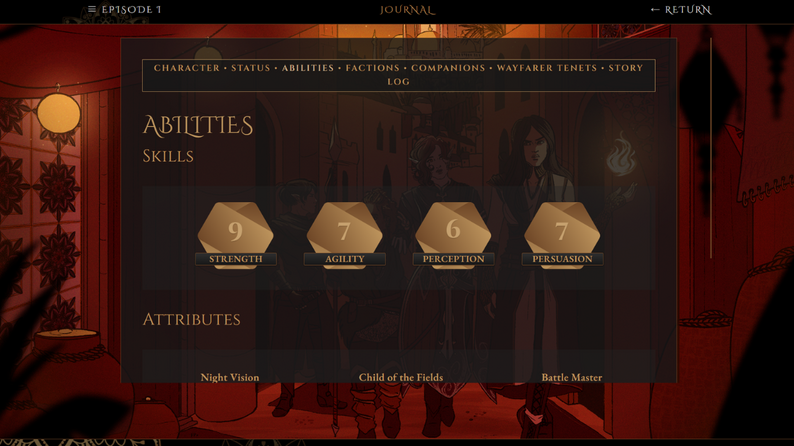 ☰ EPISODE I
JOURNAL
← RETURN
CHARACTER • STATUS • ABILITIES • FACTIONS • COMPANIONS • WAYFARER TENETS • STORY
LOG
ABILITIES
SKILLS
9 7 6 7
STRENGTH AGILITY PERCEPTION PERSUASION
ATTRIBUTES
Night Vision Child of the Fields Battle Master